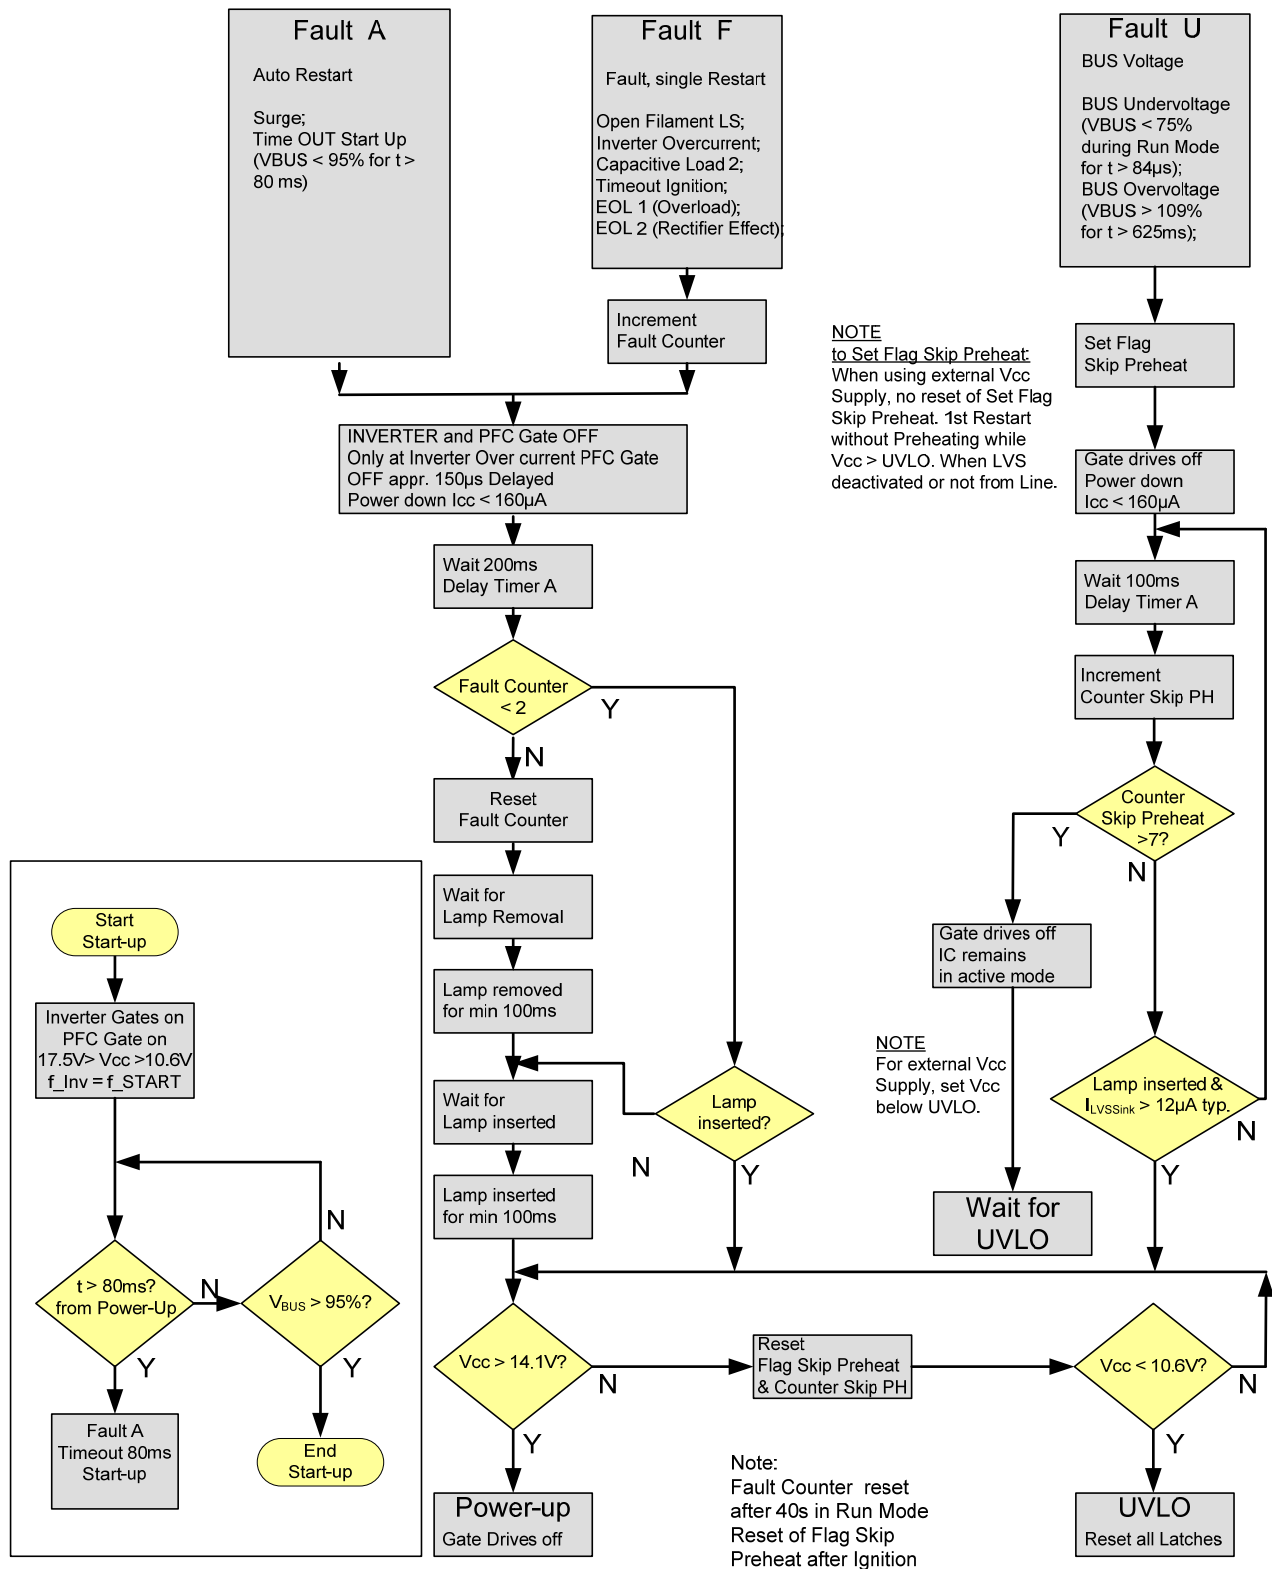 Fault A
Auto Restart
Surge;
Time OUT Start Up
(VBUS < 95% for t >
80 ms)
Fault F
Fault, single Restart
Open Filament LS;
Inverter Overcurrent;
Capacitive Load 2;
Timeout Ignition;
EOL 1 (Overload);
EOL 2 (Rectifier Effect);
Increment
Fault Counter
Fault U
BUS Voltage
BUS Undervoltage
(VBUS < 75%
during Run Mode
for t > 84µs);
BUS Overvoltage
(VBUS > 109%
for t > 625ms);
NOTE
to Set Flag Skip Preheat:
When using external Vcc
Supply, no reset of Set Flag
Skip Preheat. 1st Restart
without Preheating while
Vcc > UVLO. When LVS
deactivated or not from Line.
Set Flag
Skip Preheat
Gate drives off
Power down
Icc < 160µA
INVERTER and PFC Gate OFF
Only at Inverter Over current PFC Gate
OFF appr. 150µs Delayed
Power down Icc < 160µA
Wait 200ms
Delay Timer A
Wait 100ms
Delay Timer A
Fault Counter
< 2
Y
N
Increment
Counter Skip PH
Reset
Fault Counter
Counter
Skip Preheat
>7?
Y
N
Wait for
Lamp Removal
Gate drives off
IC remains
in active mode
Lamp removed
for min 100ms
NOTE
For external Vcc
Supply, set Vcc
below UVLO.
Wait for
Lamp inserted
Lamp
inserted?
N
Y
Lamp inserted &
ILVSSink > 12µA typ.
N
Y
Lamp inserted
for min 100ms
Wait for
UVLO
Start
Start-up
Inverter Gates on
PFC Gate on
17.5V> Vcc >10.6V
f_Inv = f_START
t > 80ms?
from Power-Up
N
Y
VBUS > 95%?
N
Y
Fault A
Timeout 80ms
Start-up
End
Start-up
Vcc > 14.1V?
N
Y
Reset
Flag Skip Preheat
& Counter Skip PH
Vcc < 10.6V?
N
Y
Power-up
Gate Drives off
Note:
Fault Counter reset
after 40s in Run Mode
Reset of Flag Skip
Preheat after Ignition
UVLO
Reset all Latches